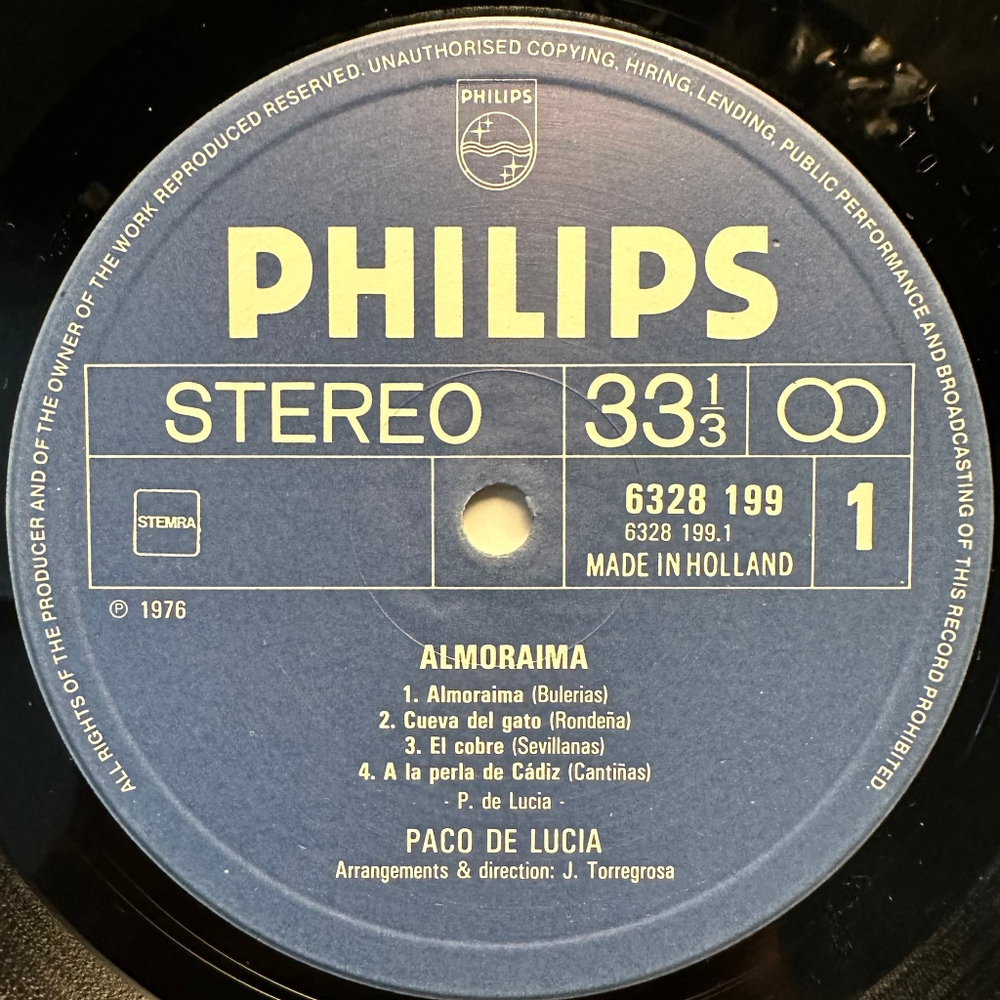 ALL RIGHTS OF THE PRODUCER AND OF THE OWNER OF THE WORK REPRODUCED RESERVED. UNAUTHORISED COPYING, HIRING, LENDING, PUBLIC PERFORMANCE AND BROADCASTING OF THIS RECORD PROHIBITED.
PHILIPS
PHILIPS
STEREO 33 1/3
STEMRA
6328 199
6328 199.1
MADE IN HOLLAND
1
℗ 1976
ALMORAIMA
1. Almoraima (Bulerias)
2. Cueva del gato (Rondeña)
3. El cobre (Sevillanas)
4. A la perla de Cádiz (Cantiñas)
- P. de Lucia -
PACO DE LUCIA
Arrangements & direction: J. Torregrosa